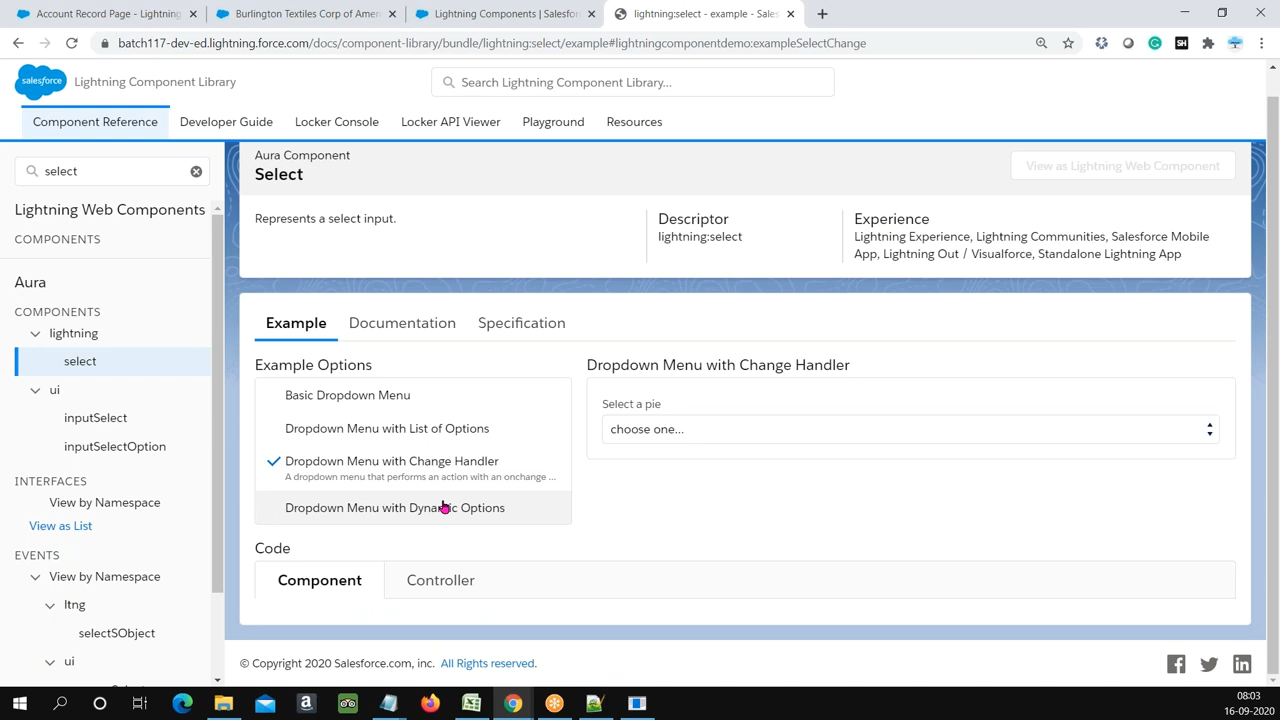 Account Record Page - Lightning
Burlington Textiles Corp of Amer
Lightning Components | Salesfor
lightning:select - example - Sales
batch117-dev-ed.lightning.force.com/docs/component-library/bundle/lightning:select/example#lightningcomponentdemo:exampleSelectChange
salesforce
Lightning Component Library
Search Lightning Component Library...
Component Reference
Developer Guide
Locker Console
Locker API Viewer
Playground
Resources
select
Lightning Web Components
COMPONENTS
Aura
COMPONENTS
lightning
select
ui
inputSelect
inputSelectOption
INTERFACES
View by Namespace
View as List
EVENTS
View by Namespace
ltng
selectSObject
ui
Aura Component
Select
View as Lightning Web Component
Represents a select input.
Descriptor
lightning:select
Experience
Lightning Experience, Lightning Communities, Salesforce Mobile
App, Lightning Out / Visualforce, Standalone Lightning App
Example
Documentation
Specification
Example Options
Basic Dropdown Menu
Dropdown Menu with List of Options
Dropdown Menu with Change Handler
A dropdown menu that performs an action with an onchange ...
Dropdown Menu with Dynamic Options
Dropdown Menu with Change Handler
Select a pie
choose one...
Code
Component
Controller
© Copyright 2020 Salesforce.com, inc. All Rights reserved.
08:03
16-09-2020